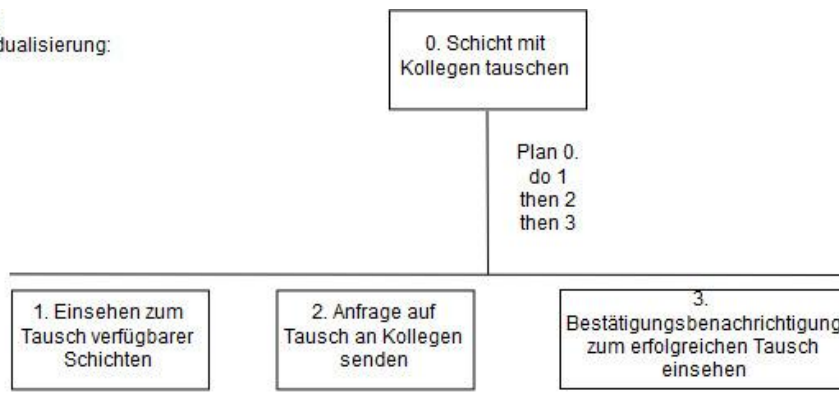 dualisierung:
0. Schicht mit
Kollegen tauschen
Plan 0.
do 1
then 2
then 3
1. Einsehen zum
Tausch verfügbarer
Schichten
2. Anfrage auf
Tausch an Kollegen
senden
3.
Bestätigungsbenachrichtigung
zum erfolgreichen Tausch
einsehen